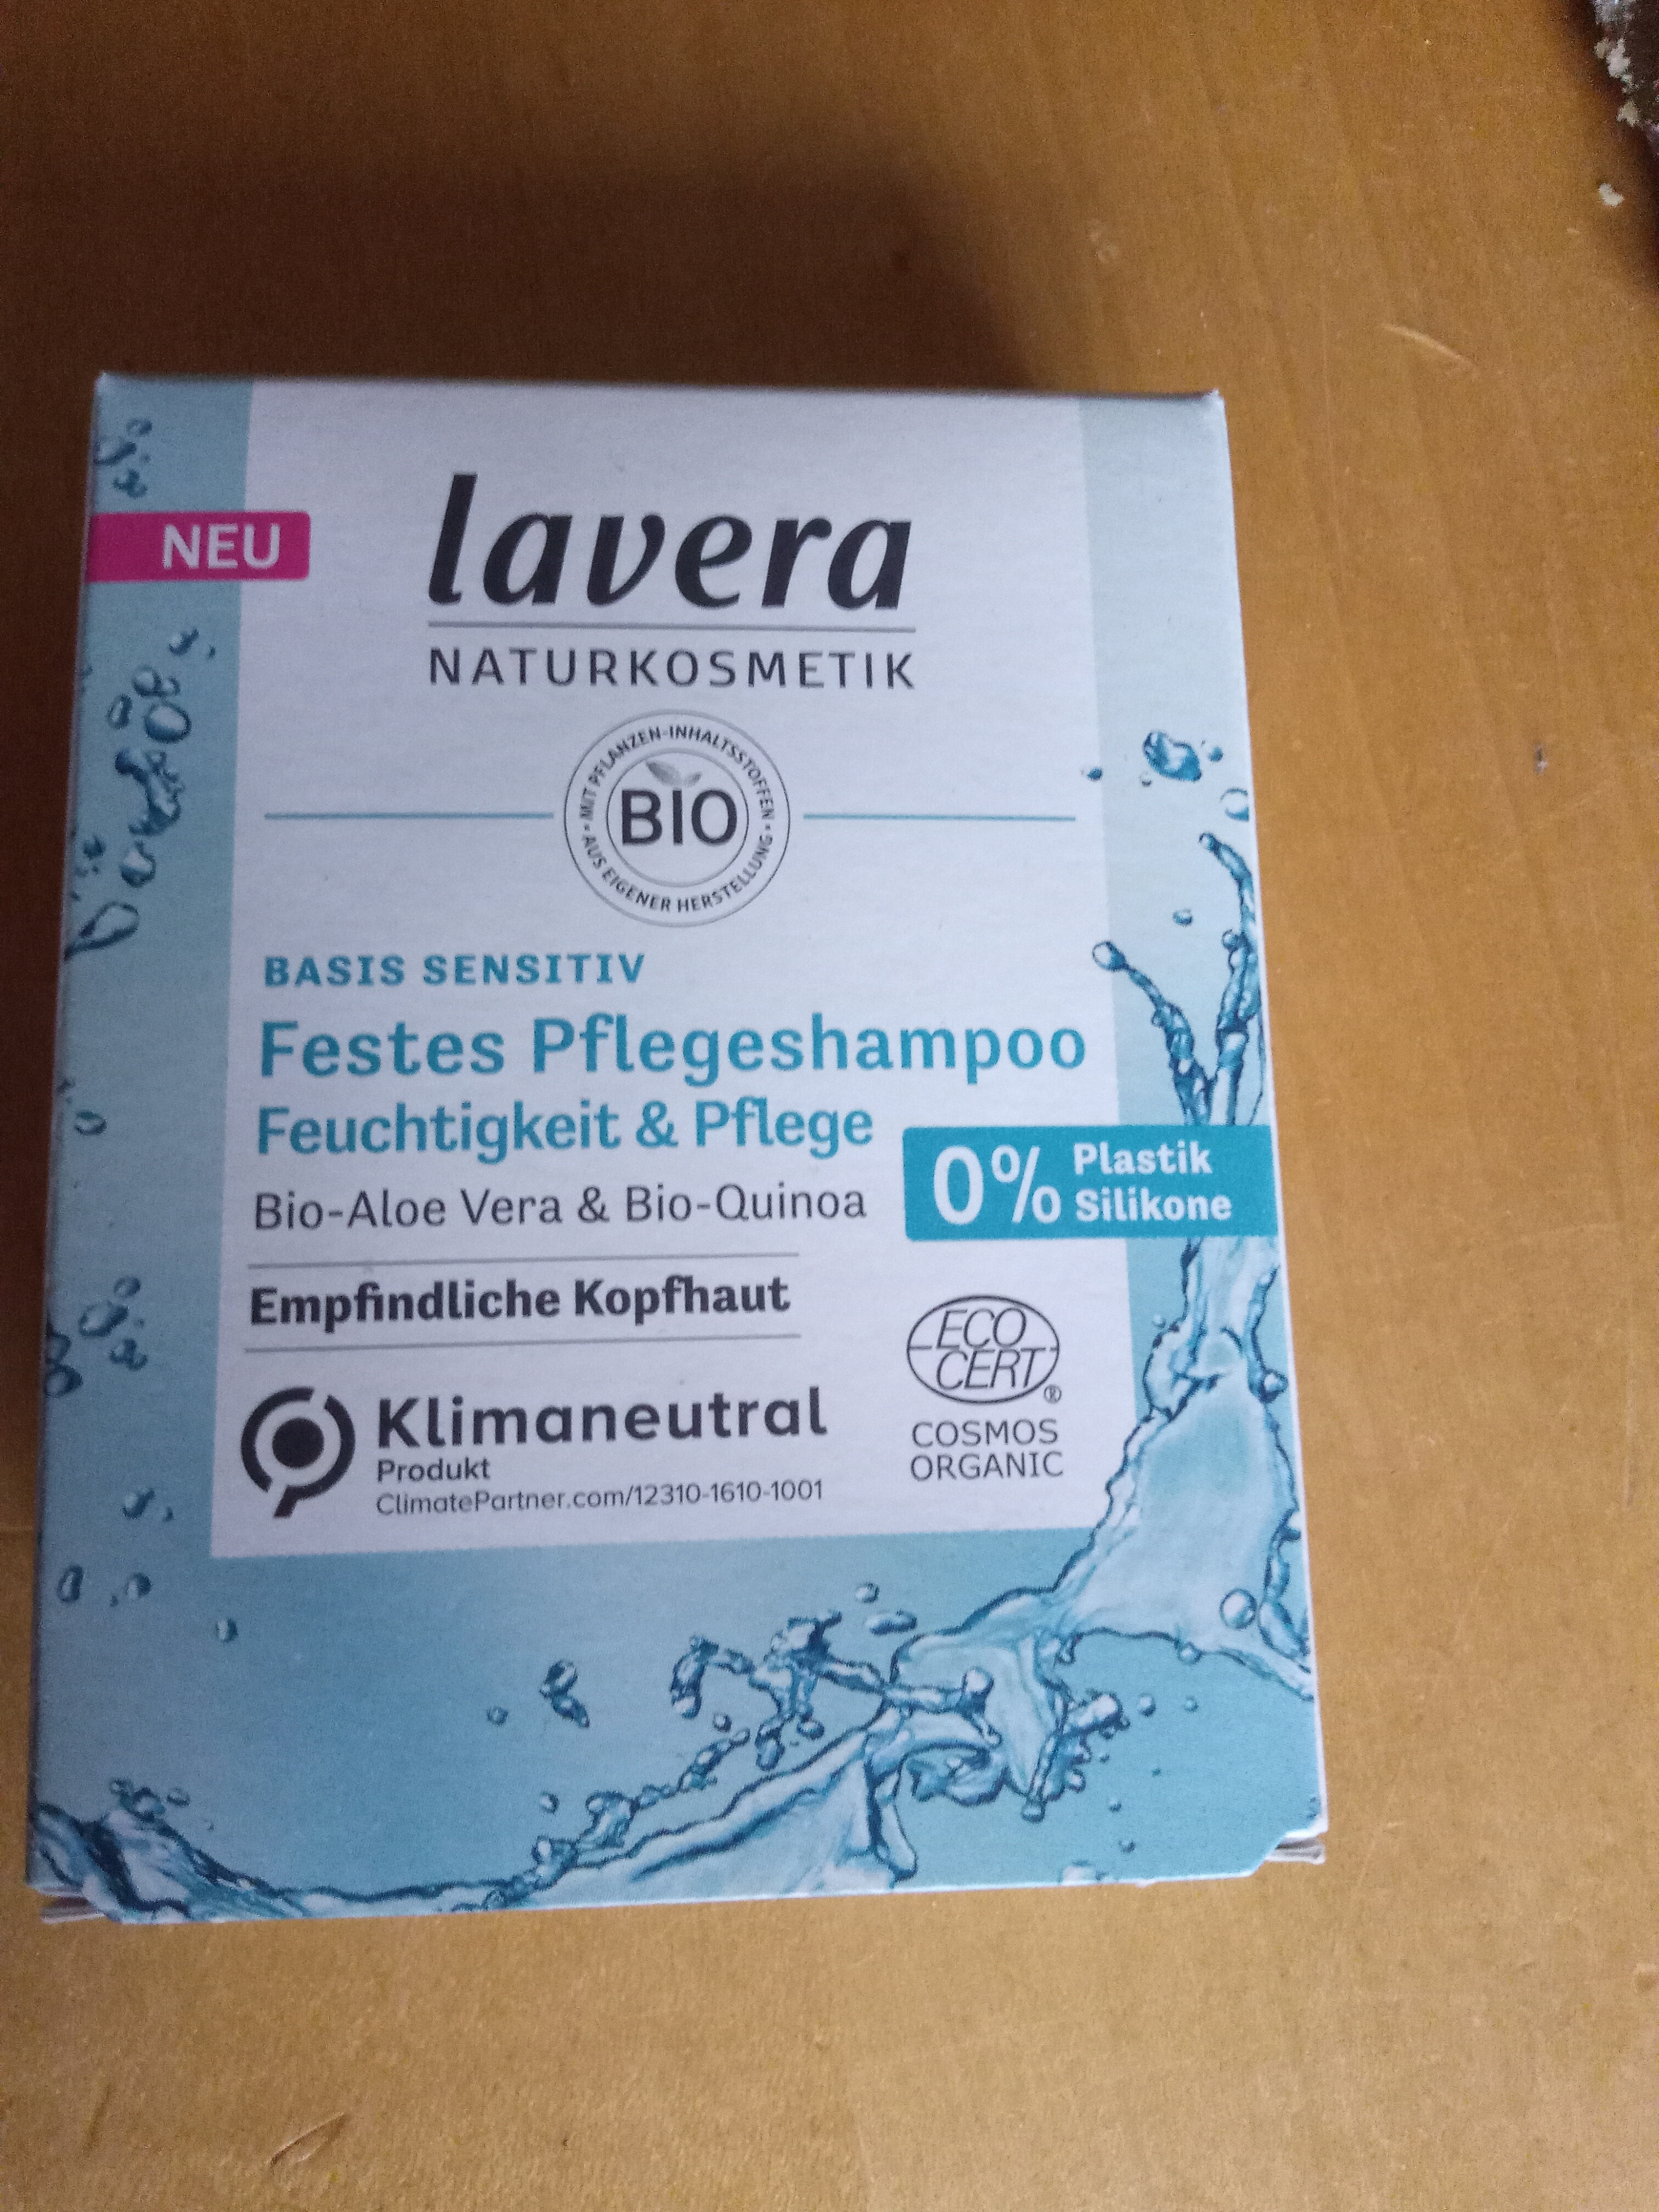 NEU
lavera
NATURKOSMETIK
• MIT PFLANZEN-INHALTSSTOFFEN •
BIO
AUS EIGENER HERSTELLUNG
BASIS SENSITIV
Festes Pflegeshampoo
Feuchtigkeit & Pflege
Bio-Aloe Vera & Bio-Quinoa
0% Plastik
Silikone
Empfindliche Kopfhaut
ECO
CERT®
COSMOS
ORGANIC
Klimaneutral
Produkt
ClimatePartner.com/12310-1610-1001